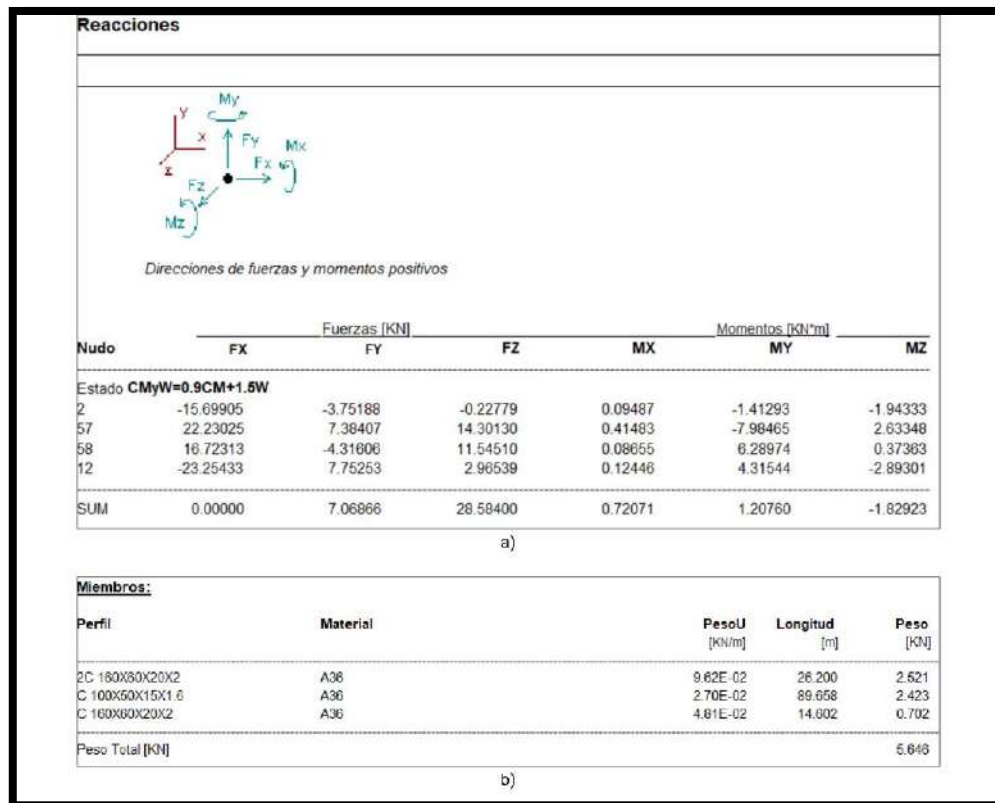 Reacciones
My
Y
X
Fy
Mx
Fx
z
Fz
Mz
Direcciones de fuerzas y momentos positivos
Fuerzas [KN] Momentos [KN*m]
Nudo FX FY FZ MX MY MZ
Estado CMyW=0.9CM+1.5W
2 -15.69905 -3.75188 -0.22779 0.09487 -1.41293 -1.94333
57 22.23025 7.38407 14.30130 0.41483 -7.98465 2.63348
58 16.72313 -4.31606 11.54510 0.08655 6.28974 0.37363
12 -23.25433 7.75253 2.96539 0.12446 4.31544 -2.89301
SUM 0.00000 7.06866 28.58400 0.72071 1.20760 -1.82923
a)
Miembros:
Perfil Material PesoU Longitud Peso
[KN/m] [m] [KN]
2C 160X60X20X2 A36 9.62E-02 26.200 2.521
C 100X50X15X1.6 A36 2.70E-02 89.658 2.423
C 160X60X20X2 A36 4.81E-02 14.602 0.702
Peso Total [KN] 5.646
b)